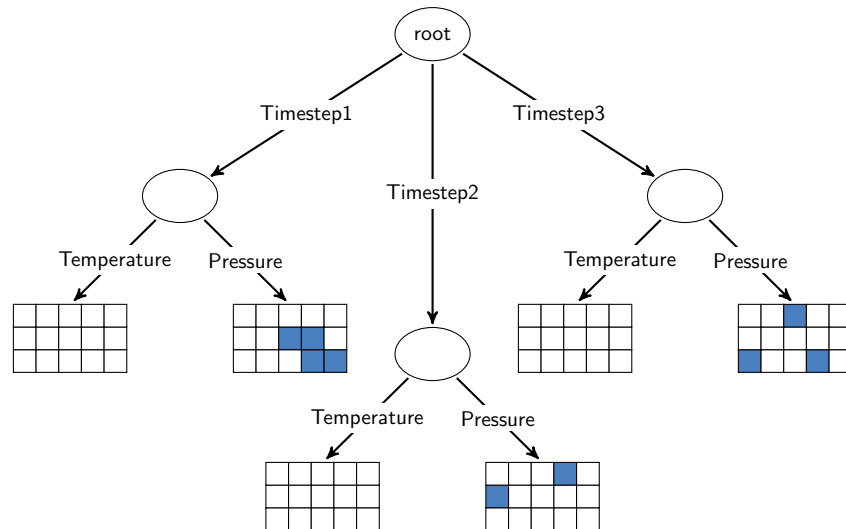 root
Timestep1
Timestep3
Timestep2
Temperature
Pressure
Temperature
Pressure
Temperature
Pressure